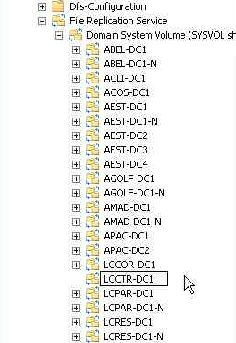 Dfs-Configuration
File Replication Service
Domain System Volume (SYSVOL sh
ABEL-DC1
ABEL-DC1-N
ACLI-DC1
ACOS-DC1
AEST-DC1
AEST-DC1-N
AEST-DC2
AEST-DC3
AEST-DC4
AGOLF-DC1
AGOLF-DC1-N
AMAD-DC1
AMAD-DC1-N
APAC-DC1
APAC-DC2
LCCOR-DC1
LCCTR-DC1
LCPAR-DC1
LCPAR-DC1-N
LCRES-DC1
LCRES-DC1-N